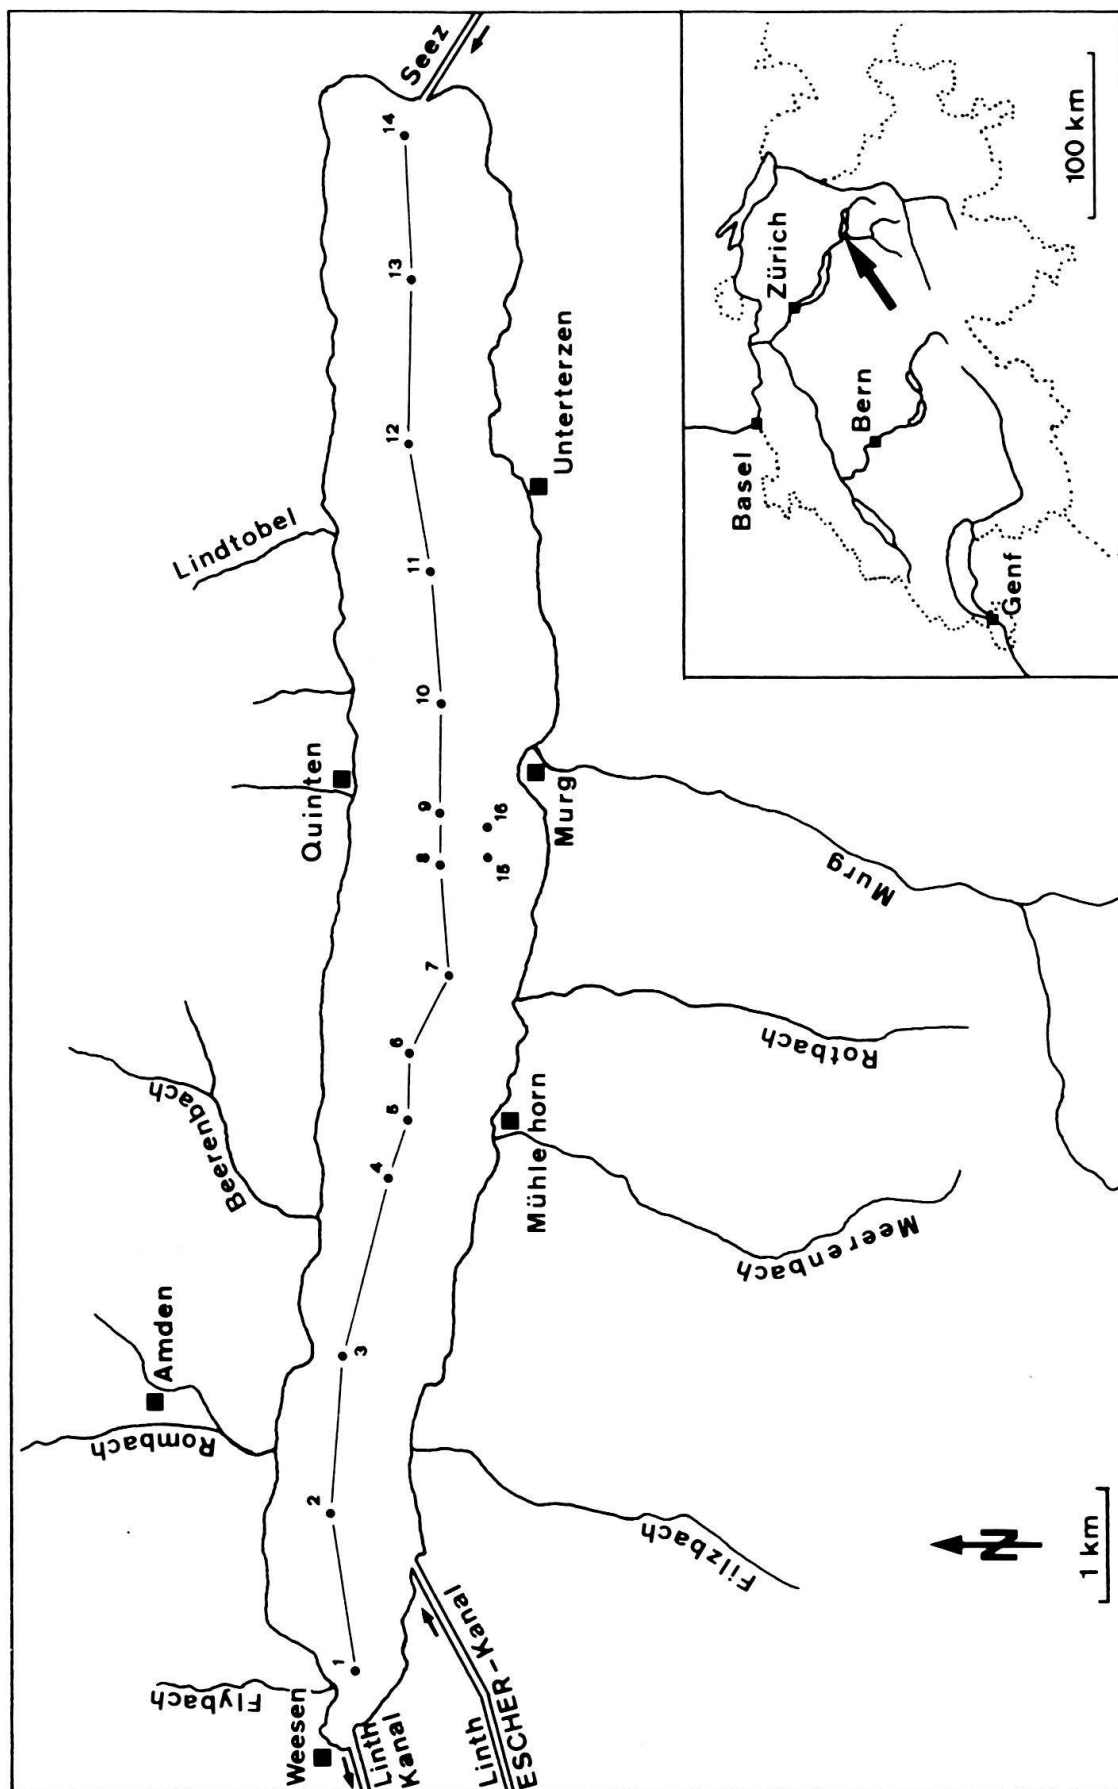 Weesen
Flybach
Linth
Kanal
Linth
ESCHER-Kanal
Rombach
Amden
Beerenbach
Quinten
Lindtobel
Seez
1
2
3
4
5
6
7
8
9
10
11
12
13
14
15
16
Filzbach
Mühlehorn
Meerenbach
Rotbach
Murg
Murg
Unterterzen
N
1 km
Basel
Zürich
Bern
Genf
100 km